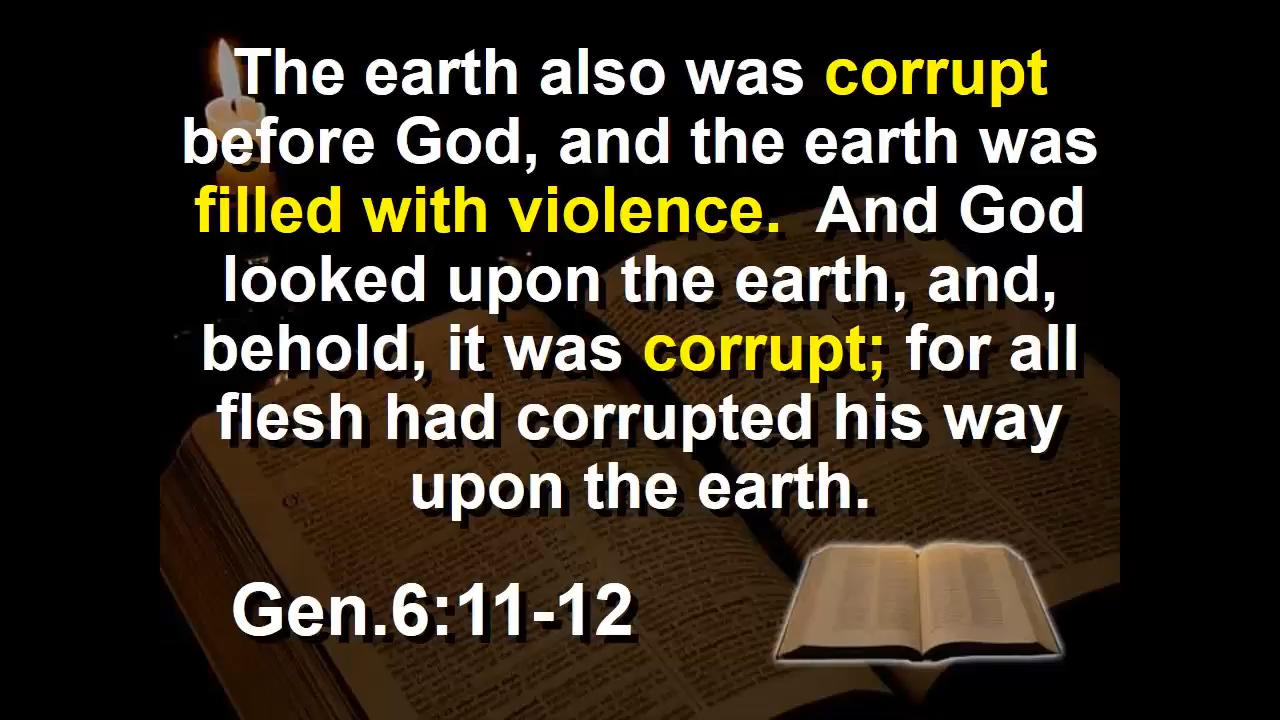 The earth also was corrupt
before God, and the earth was
filled with violence.  And God
looked upon the earth, and,
behold, it was corrupt; for all
flesh had corrupted his way
upon the earth.
Gen.6:11-12